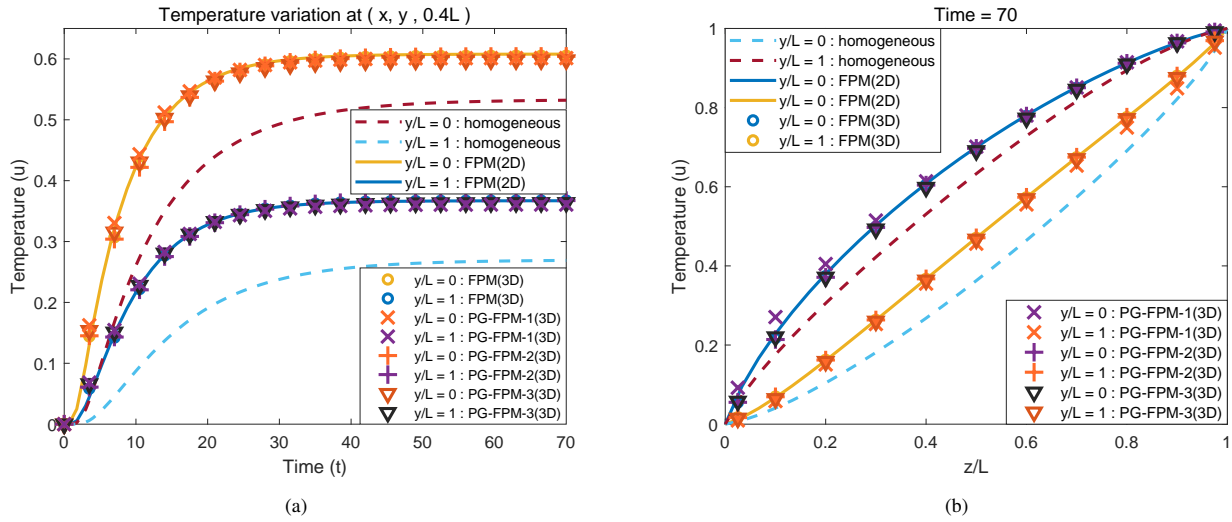 Temperature variation at ( x, y , 0.4L )
Temperature (u)
0.6
0.5
0.4
0.3
0.2
0.1
0
y/L = 0 : homogeneous
y/L = 1 : homogeneous
y/L = 0 : FPM(2D)
y/L = 1 : FPM(2D)
y/L = 0 : FPM(3D)
y/L = 1 : FPM(3D)
y/L = 0 : PG-FPM-1(3D)
y/L = 1 : PG-FPM-1(3D)
y/L = 0 : PG-FPM-2(3D)
y/L = 1 : PG-FPM-2(3D)
y/L = 0 : PG-FPM-3(3D)
y/L = 1 : PG-FPM-3(3D)
0 10 20 30 40 50 60 70
Time (t)
(a)
Time = 70
Temperature (u)
1
0.8
0.6
0.4
0.2
0
y/L = 0 : homogeneous
y/L = 1 : homogeneous
y/L = 0 : FPM(2D)
y/L = 0 : FPM(2D)
y/L = 0 : FPM(3D)
y/L = 1 : FPM(3D)
y/L = 0 : PG-FPM-1(3D)
y/L = 1 : PG-FPM-1(3D)
y/L = 0 : PG-FPM-2(3D)
y/L = 1 : PG-FPM-2(3D)
y/L = 0 : PG-FPM-3(3D)
y/L = 1 : PG-FPM-3(3D)
0 0.2 0.4 0.6 0.8 1
z/L
(b)